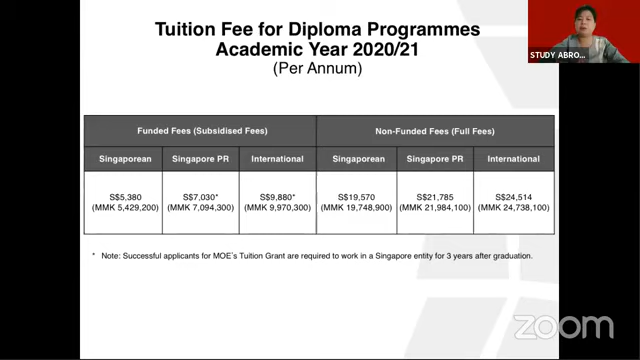 Tuition Fee for Diploma Programmes
Academic Year 2020/21
(Per Annum)
STUDY ABRO...
Funded Fees (Subsidised Fees) Non-Funded Fees (Full Fees)
Singaporean Singapore PR International Singaporean Singapore PR International
S$5,380 S$7,030* S$9,880* S$19,570 S$21,785 S$24,514
(MMK 5,429,200) (MMK 7,094,300) (MMK 9,970,300) (MMK 19,748,900) (MMK 21,984,100) (MMK 24,738,100)
* Note: Successful applicants for MOE's Tuition Grant are required to work in a Singapore entity for 3 years after graduation.
zoom